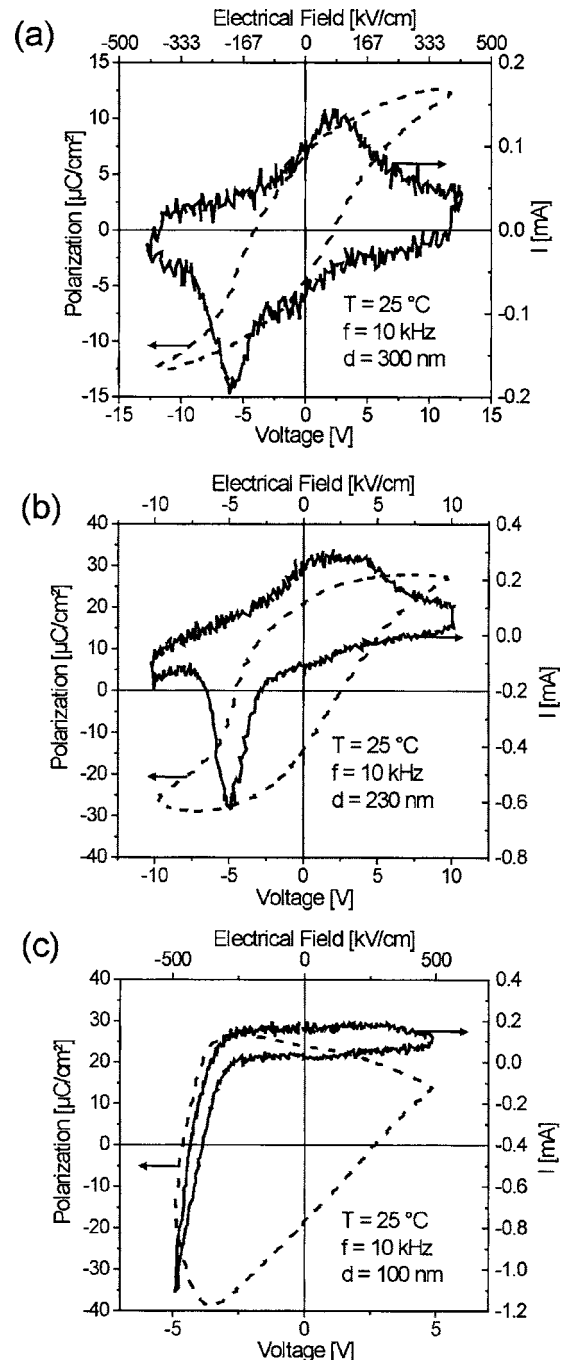 (a)
Electrical Field [kV/cm]
-500 -333 -167 0 167 333 500
15 10 5 0 -5 -10 -15
Polarization [µC/cm²]
0.2 0.1 0.0 -0.1 0.2
I [mA]
T = 25 °C
f = 10 kHz
d = 300 nm
-15 -10 -5 0 5 10 15
Voltage [V]
(b)
Electrical Field [kV/cm]
-10 -5 0 5 10
40 30 20 10 0 -10 -20 -30 -40
Polarization [µC/cm²]
0.4 0.2 0.0 -0.2 -0.4 -0.6 -0.8
I [mA]
T = 25 °C
f = 10 kHz
d = 230 nm
-10 -5 0 5 10
Voltage [V]
(c)
Electrical Field [kV/cm]
-500 0 500
40 30 20 10 0 -10 -20 -30 -40
Polarization [µC/cm²]
0.4 0.2 0.0 -0.2 -0.4 -0.6 -0.8 -1.0 -1.2
I [mA]
T = 25 °C
f = 10 kHz
d = 100 nm
-5 0 5
Voltage [V]